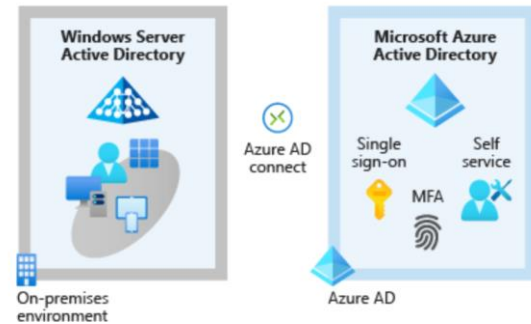 Windows Server
Active Directory
Microsoft Azure
Active Directory
Azure AD
connect
Single
sign-on
MFA
Self
service
On-premises
environment
Azure AD